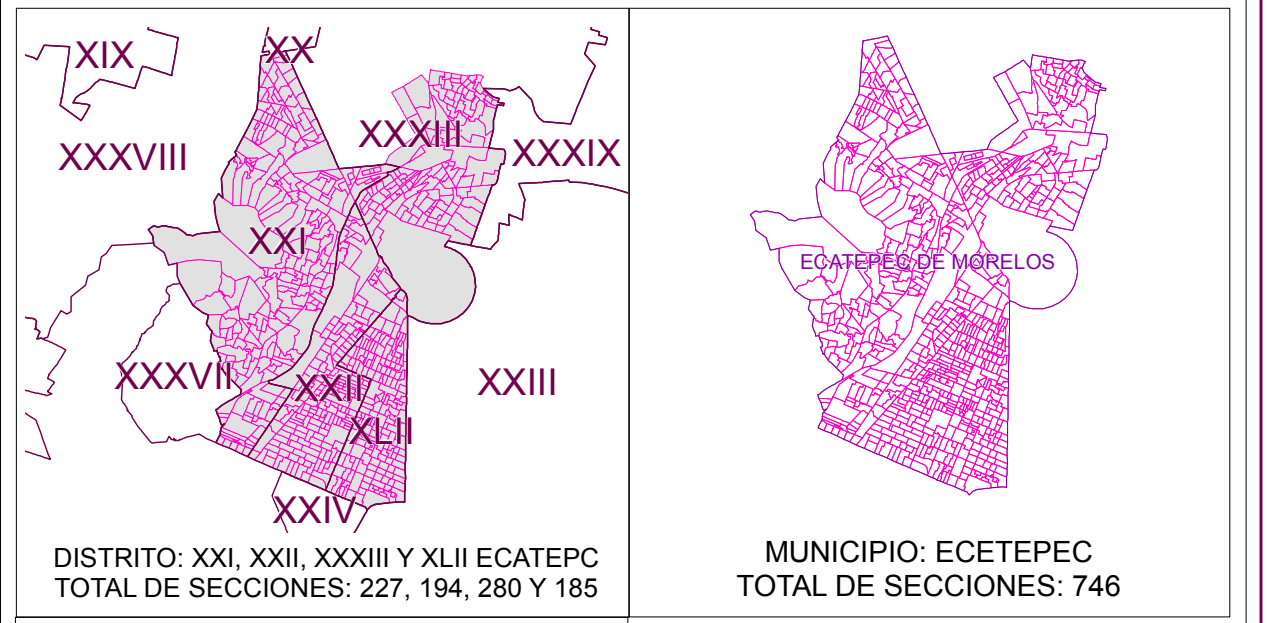 XIX
XX
XXXVIII
XXXIII
XXXIX
XXI
XXXVII
XXII
XXIII
XLII
XXIV
DISTRITO: XXI, XXII, XXXIII Y XLII ECATEPC
TOTAL DE SECCIONES: 227, 194, 280 Y 185
ECATEPEC DE MORELOS
MUNICIPIO: ECETEPEC
TOTAL DE SECCIONES: 746